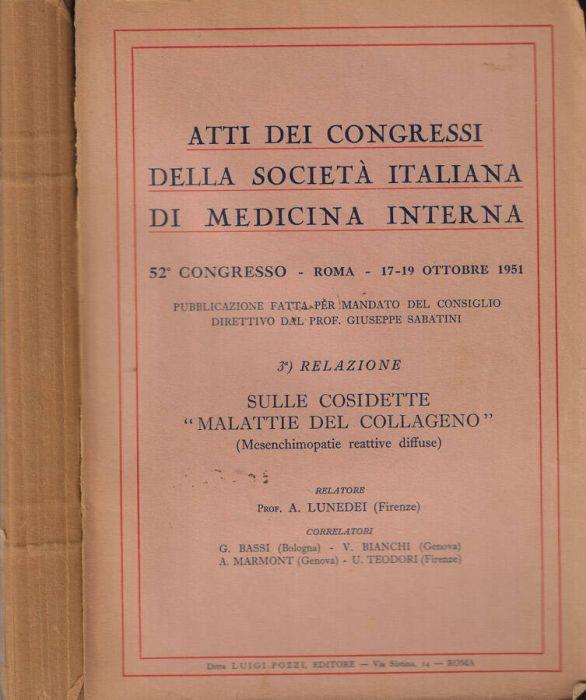 ATTI DEI CONGRESSI
DELLA SOCIETÀ ITALIANA
DI MEDICINA INTERNA
52° CONGRESSO - ROMA - 17-19 OTTOBRE 1951
PUBBLICAZIONE FATTA PER MANDATO DEL CONSIGLIO
DIRETTIVO DAL PROF. GIUSEPPE SABATINI
3ª) RELAZIONE
SULLE COSIDETTE
“MALATTIE DEL COLLAGENO”
(Mesenchimopatie reattive diffuse)
RELATORE
PROF. A. LUNEDEI (Firenze)
CORRELATORI
G. BASSI (Bologna) - V. BIANCHI (Genova)
A. MARMONT (Genova) - U. TEODORI (Firenze)
Ditta LUIGI POZZI, EDITORE — Via Sistina, 14 — ROMA